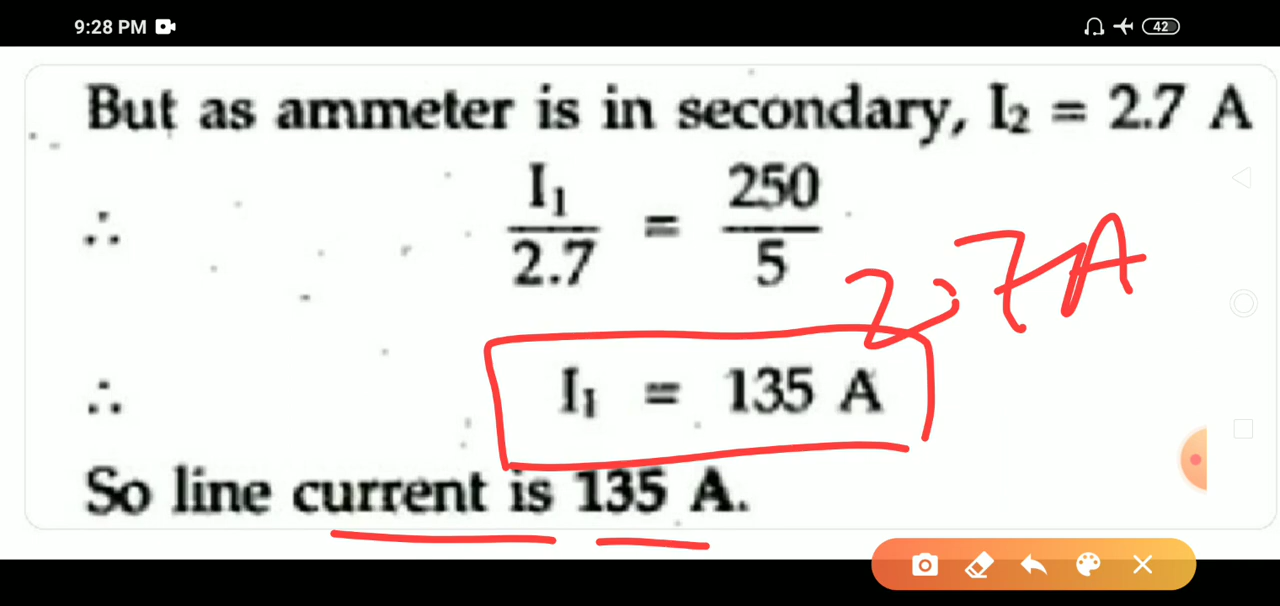 9:28 PM
42
But as ammeter is in secondary, I₂ = 2.7 A
∴ I₁/2.7 = 250/5
2.7A
∴ I₁ = 135 A
So line current is 135 A.